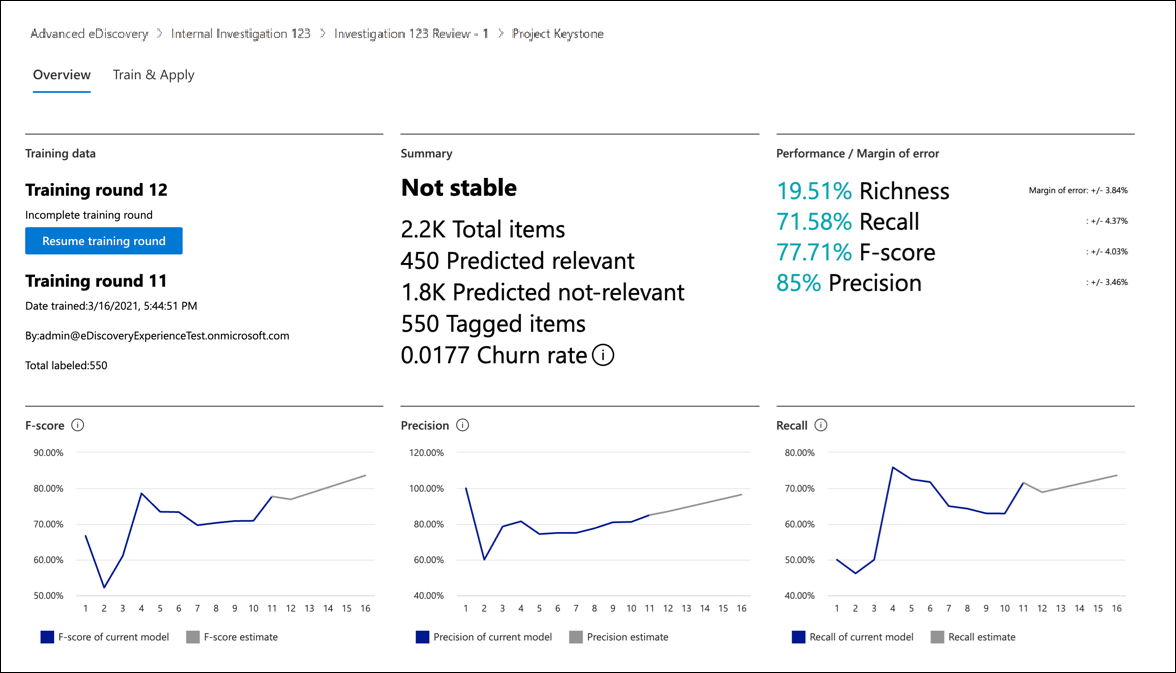 Advanced eDiscovery > Internal Investigation 123 > Investigation 123 Review - 1 > Project Keystone
Overview Train & Apply
Training data
Training round 12
Incomplete training round
Resume training round
Training round 11
Date trained:3/16/2021, 5:44:51 PM
By:admin@eDiscoveryExperienceTest.onmicrosoft.com
Total labeled:550
Summary
Not stable
2.2K Total items
450 Predicted relevant
1.8K Predicted not-relevant
550 Tagged items
0.0177 Churn rate
Performance / Margin of error
19.51% Richness Margin of error: +/- 3.84%
71.58% Recall : +/- 4.37%
77.71% F-score : +/- 4.03%
85% Precision : +/- 3.46%
F-score
90.00%
80.00%
70.00%
60.00%
50.00%
1 2 3 4 5 6 7 8 9 10 11 12 13 14 15 16
F-score of current model F-score estimate
Precision
120.00%
100.00%
80.00%
60.00%
40.00%
1 2 3 4 5 6 7 8 9 10 11 12 13 14 15 16
Precision of current model Precision estimate
Recall
80.00%
70.00%
60.00%
50.00%
40.00%
1 2 3 4 5 6 7 8 9 10 11 12 13 14 15 16
Recall of current model Recall estimate